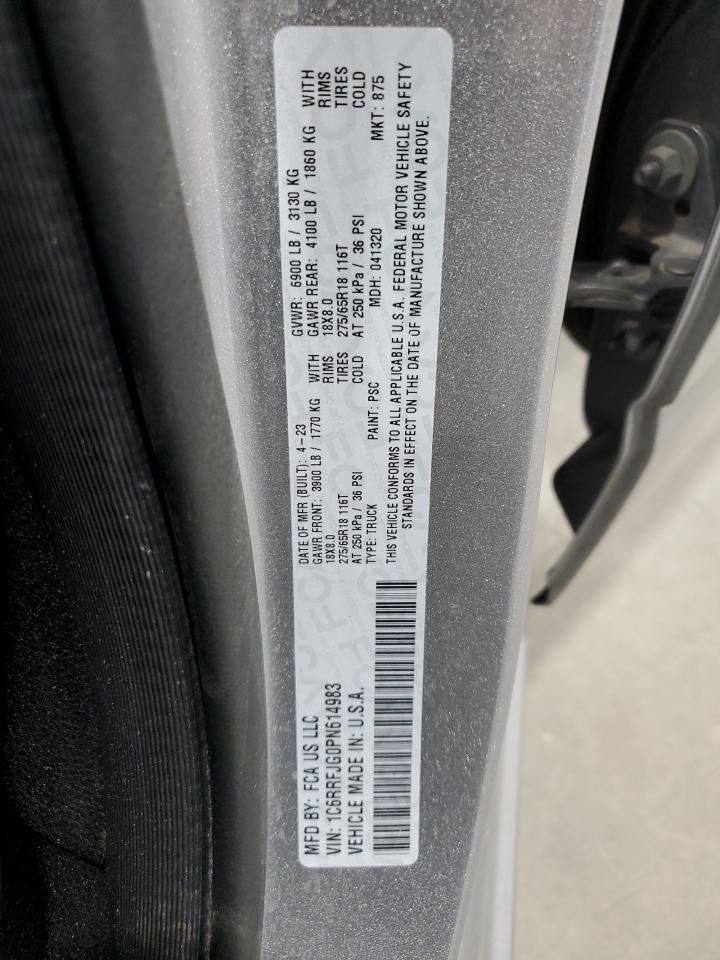 MFD BY: FCA US LLC
VIN: 1C6RRFJG0PN614983
VEHICLE MADE IN: U.S.A.
DATE OF MFR (BUILT): 4-23 GVWR: 6900 LB / 3130 KG
GAWR FRONT: 3900 LB / 1770 KG WITH GAWR REAR: 4100 LB / 1860 KG WITH
18X8.0 RIMS 18X8.0 RIMS
275/65R18 116T TIRES 275/65R18 116T TIRES
AT 250 kPa / 36 PSI COLD AT 250 kPa / 36 PSI COLD
TYPE: TRUCK PAINT: PSC MDH: 041320 MKT: 875
THIS VEHICLE CONFORMS TO ALL APPLICABLE U.S.A. FEDERAL MOTOR VEHICLE SAFETY
STANDARDS IN EFFECT ON THE DATE OF MANUFACTURE SHOWN ABOVE.